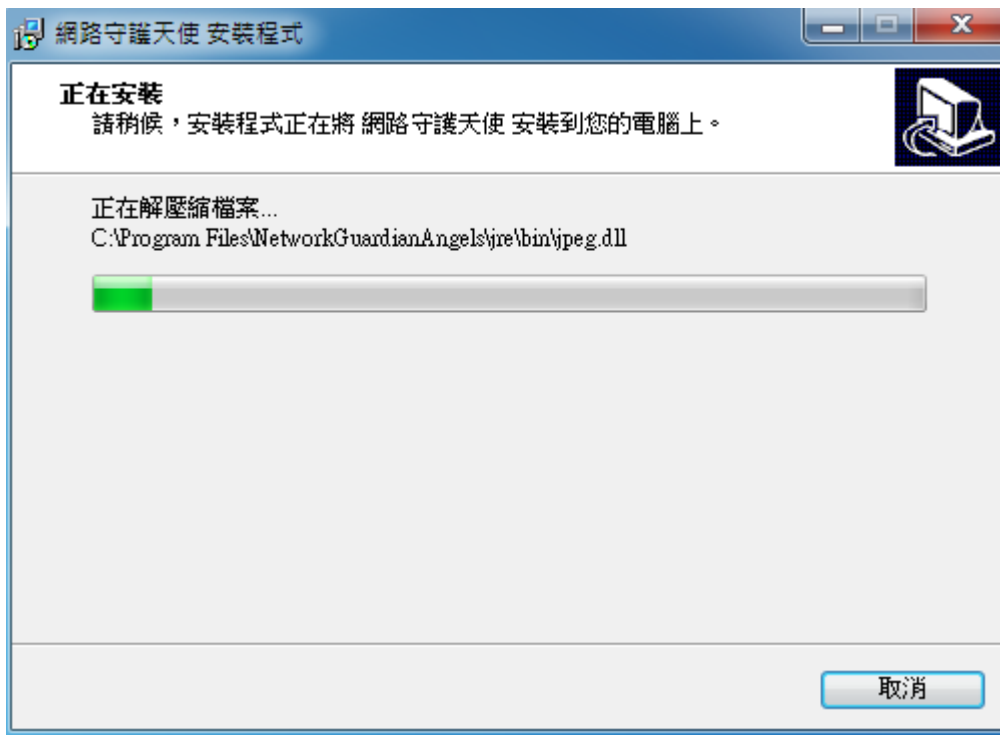 網路守護天使 安裝程式
正在安裝
請稍候，安裝程式正在將 網路守護天使 安裝到您的電腦上。
正在解壓縮檔案...
C:\Program Files\NetworkGuardianAngels\jre\bin\jpeg.dll
取消